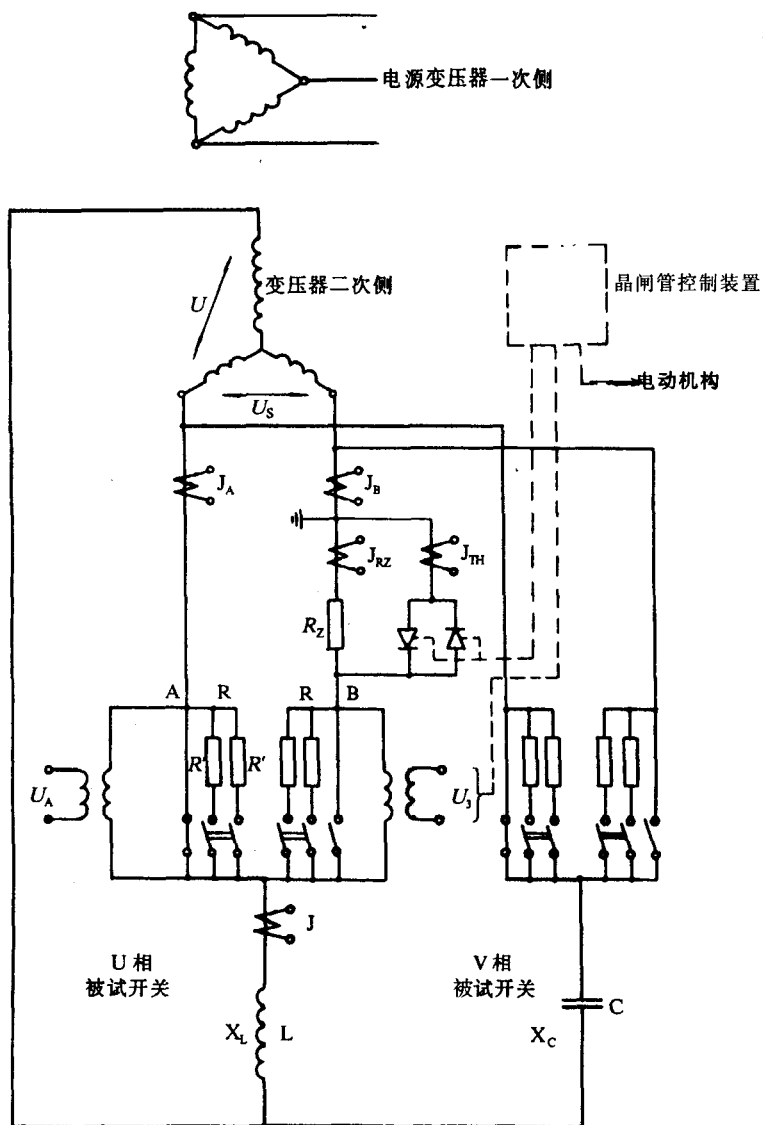 电源变压器一次侧
变压器二次侧
U
U_S
晶闸管控制装置
电动机构
J_A
J_B
J_RZ
J_TH
R_Z
A
R
R
B
R'
R'
U_A
U_3
J
U相
被试开关
V相
被试开关
X_L
L
X_C
C